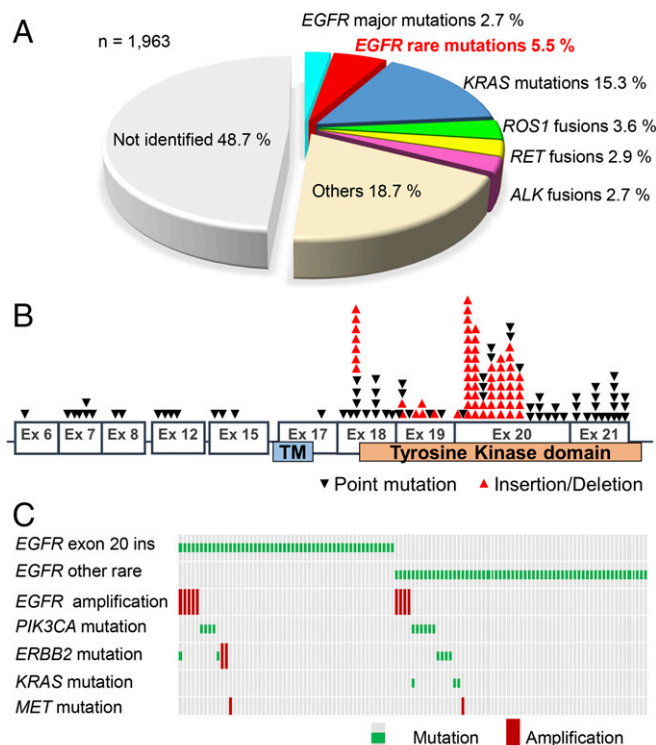 A
n = 1,963
EGFR major mutations 2.7 %
EGFR rare mutations 5.5 %
KRAS mutations 15.3 %
ROS1 fusions 3.6 %
RET fusions 2.9 %
ALK fusions 2.7 %
Others 18.7 %
Not identified 48.7 %
B
Ex 6 Ex 7 Ex 8 Ex 12 Ex 15 Ex 17 Ex 18 Ex 19 Ex 20 Ex 21
TM Tyrosine Kinase domain
Point mutation Insertion/Deletion
C
EGFR exon 20 ins
EGFR other rare
EGFR amplification
PIK3CA mutation
ERBB2 mutation
KRAS mutation
MET mutation
Mutation Amplification